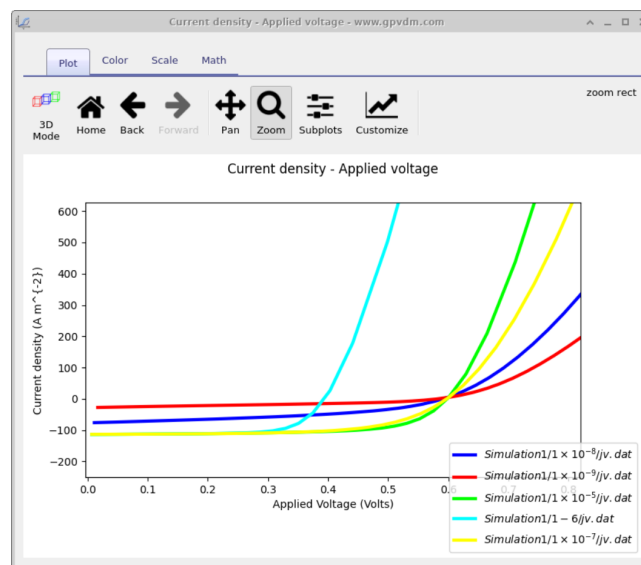 Current density - Applied voltage - www.gpvdm.com
Plot Color Scale Math
3D Mode Home Back Forward Pan Zoom Subplots Customize zoom rect
Current density - Applied voltage
Current density (A m^{-2})
600
500
400
300
200
100
0
−100
−200
0.0 0.1 0.2 0.3 0.4 0.5 0.6 0.7 0.8
Applied Voltage (Volts)
Simulation1/1 × 10⁻⁸/jv.dat
Simulation1/1 × 10⁻⁹/jv.dat
Simulation1/1 × 10⁻⁵/jv.dat
Simulation1/1 − 6/jv.dat
Simulation1/1 × 10⁻⁷/jv.dat